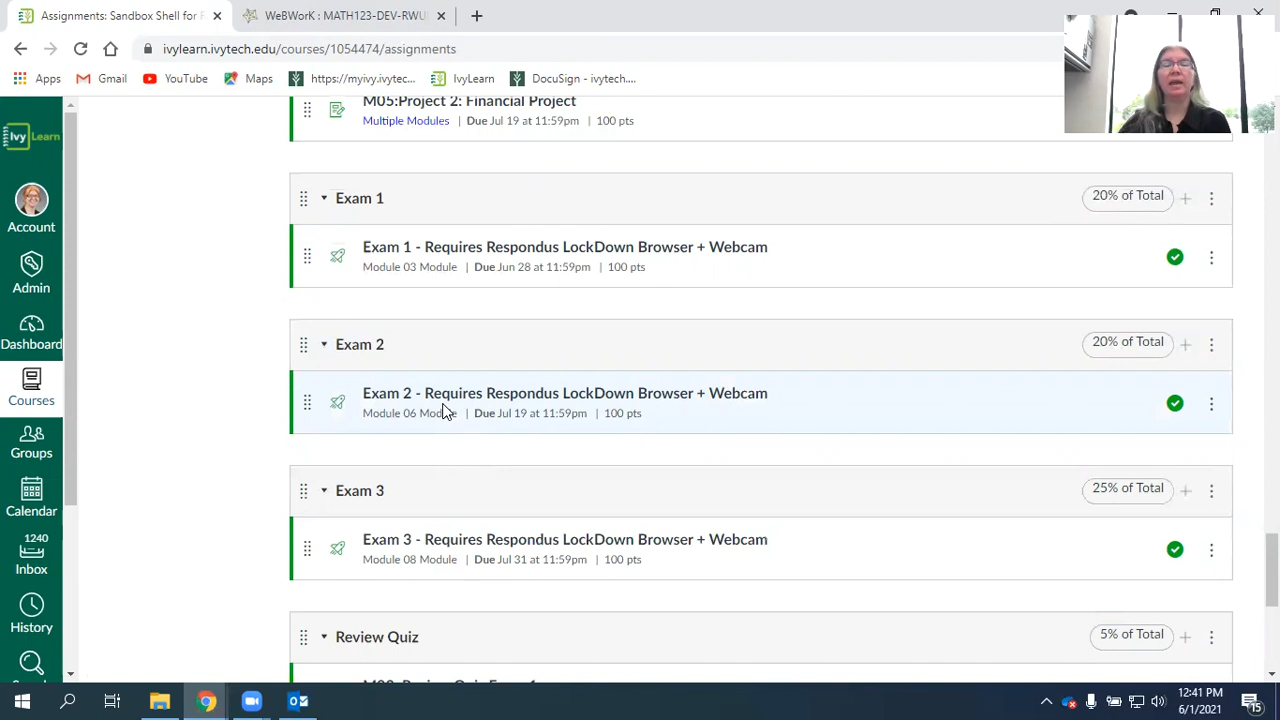 Assignments: Sandbox Shell for R
WeBWorK : MATH123-DEV-RWU
ivylearn.ivytech.edu/courses/1054474/assignments
Apps
Gmail
YouTube
Maps
https://myivy.ivytec...
IvyLearn
DocuSign - ivytech....
Ivy Learn
Account
Admin
Dashboard
Courses
Groups
Calendar
1240
Inbox
History
M05:Project 2: Financial Project
Multiple Modules | Due Jul 19 at 11:59pm | 100 pts
Exam 1
20% of Total
Exam 1 - Requires Respondus LockDown Browser + Webcam
Module 03 Module | Due Jun 28 at 11:59pm | 100 pts
Exam 2
20% of Total
Exam 2 - Requires Respondus LockDown Browser + Webcam
Module 06 Module | Due Jul 19 at 11:59pm | 100 pts
Exam 3
25% of Total
Exam 3 - Requires Respondus LockDown Browser + Webcam
Module 08 Module | Due Jul 31 at 11:59pm | 100 pts
Review Quiz
5% of Total
12:41 PM
6/1/2021
15